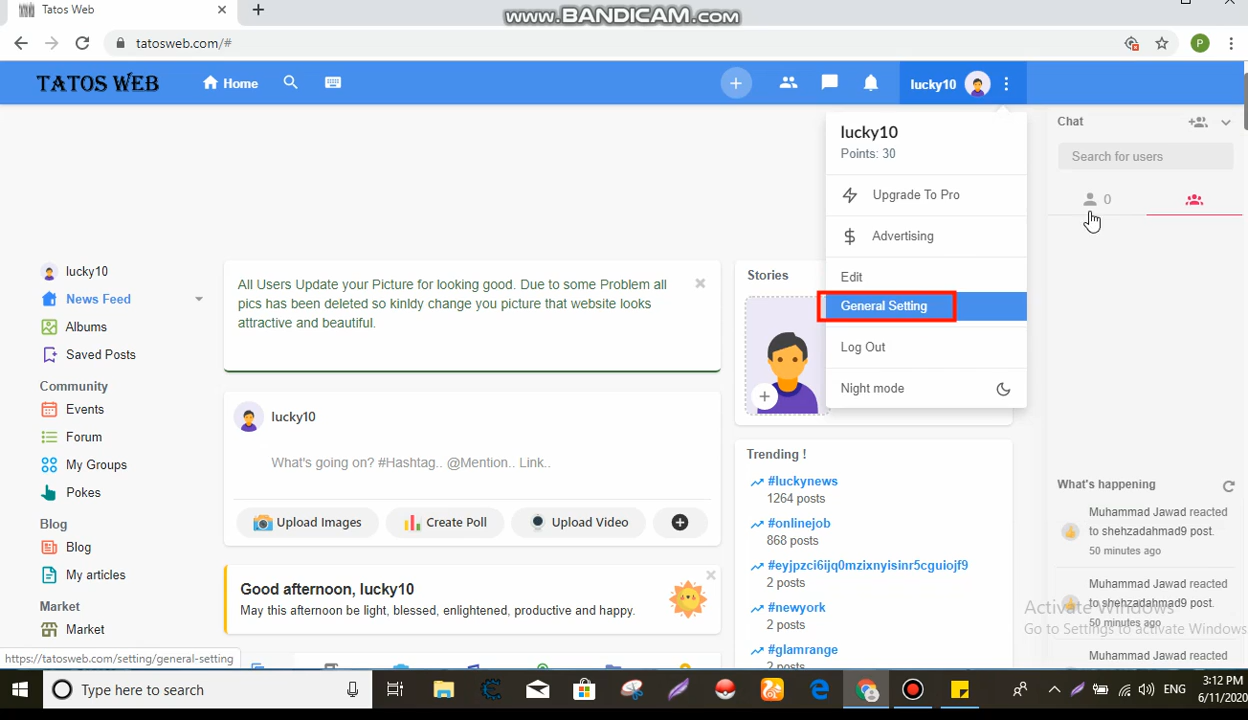 Tatos Web
WWW.BANDICAM.COM
tatosweb.com/#
P
TATOS WEB
Home
lucky10
lucky10
Points: 30
Upgrade To Pro
Advertising
Edit
General Setting
Log Out
Night mode
Chat
Search for users
0
lucky10
News Feed
Albums
Saved Posts
Community
Events
Forum
My Groups
Pokes
Blog
Blog
My articles
Market
Market
All Users Update your Picture for looking good. Due to some Problem all
pics has been deleted so kinldy change you picture that website looks
attractive and beautiful.
lucky10
What's going on? #Hashtag.. @Mention.. Link..
Upload Images
Create Poll
Upload Video
Good afternoon, lucky10
May this afternoon be light, blessed, enlightened, productive and happy.
Stories
Trending !
#luckynews
1264 posts
#onlinejob
868 posts
#eyjpzci6ijq0mzixnyisinr5cguiojf9
2 posts
#newyork
2 posts
#glamrange
2 posts
What's happening
Muhammad Jawad reacted
to shehzadahmad9 post.
50 minutes ago
Muhammad Jawad reacted
to shehzadahmad9 post.
50 minutes ago
Muhammad Jawad reacted
Activate Windows
Go to Settings to activate Windows
https://tatosweb.com/setting/general-setting
Type here to search
ENG
3:12 PM
6/11/2020